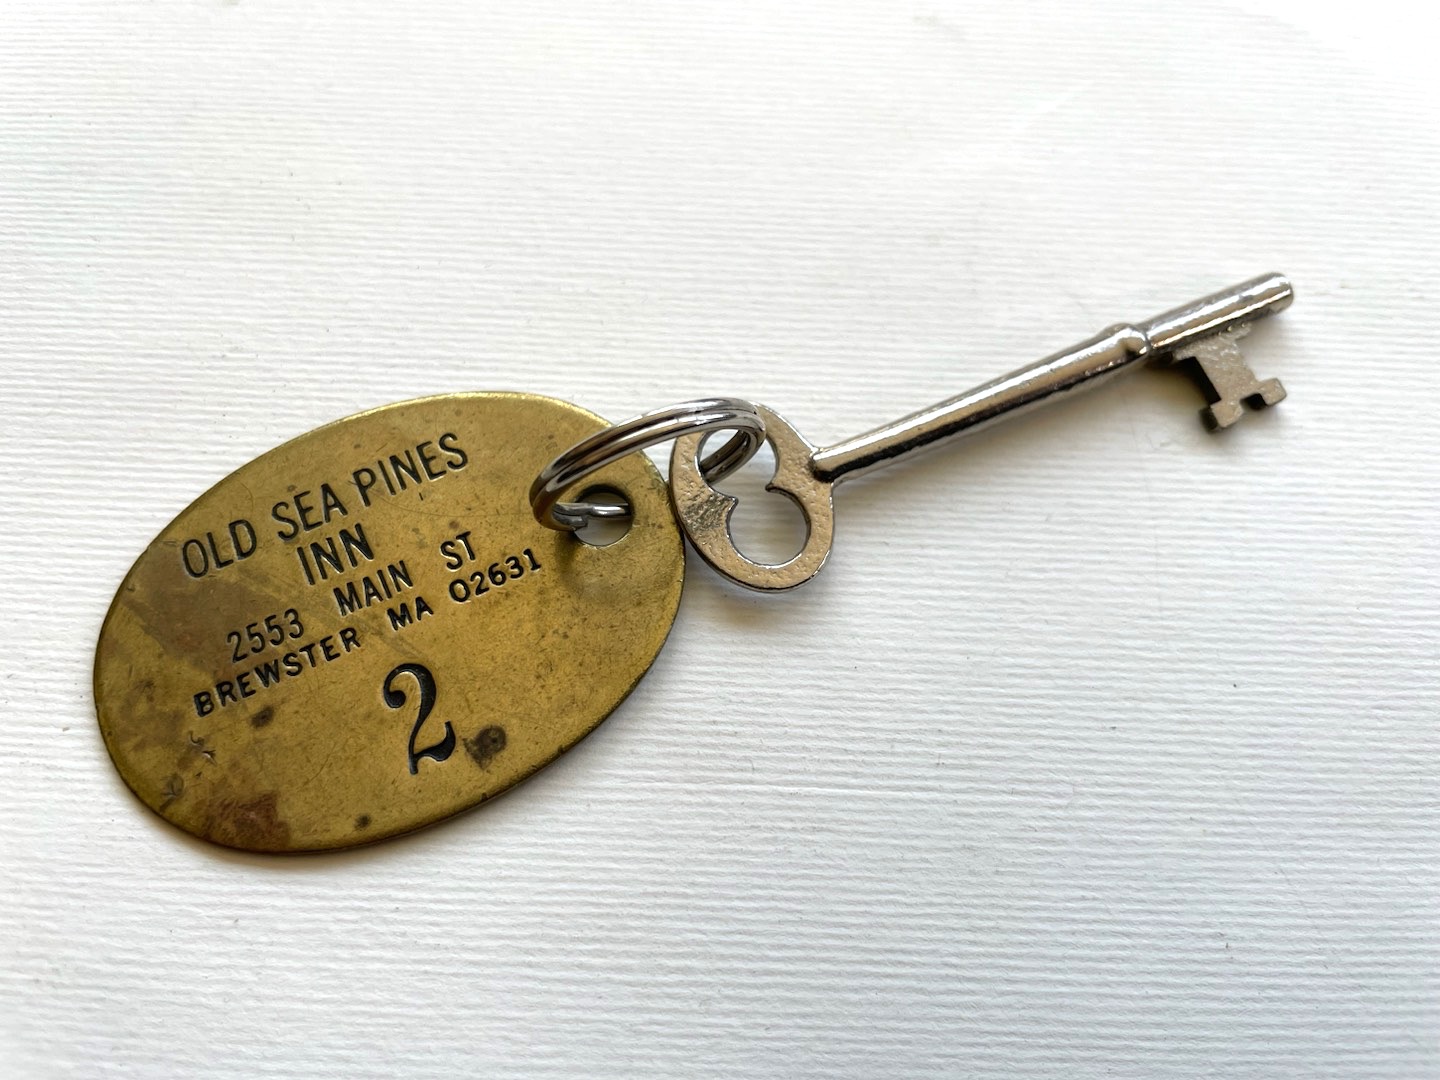 OLD SEA PINES
INN
2553 MAIN ST
BREWSTER MA 02631
2